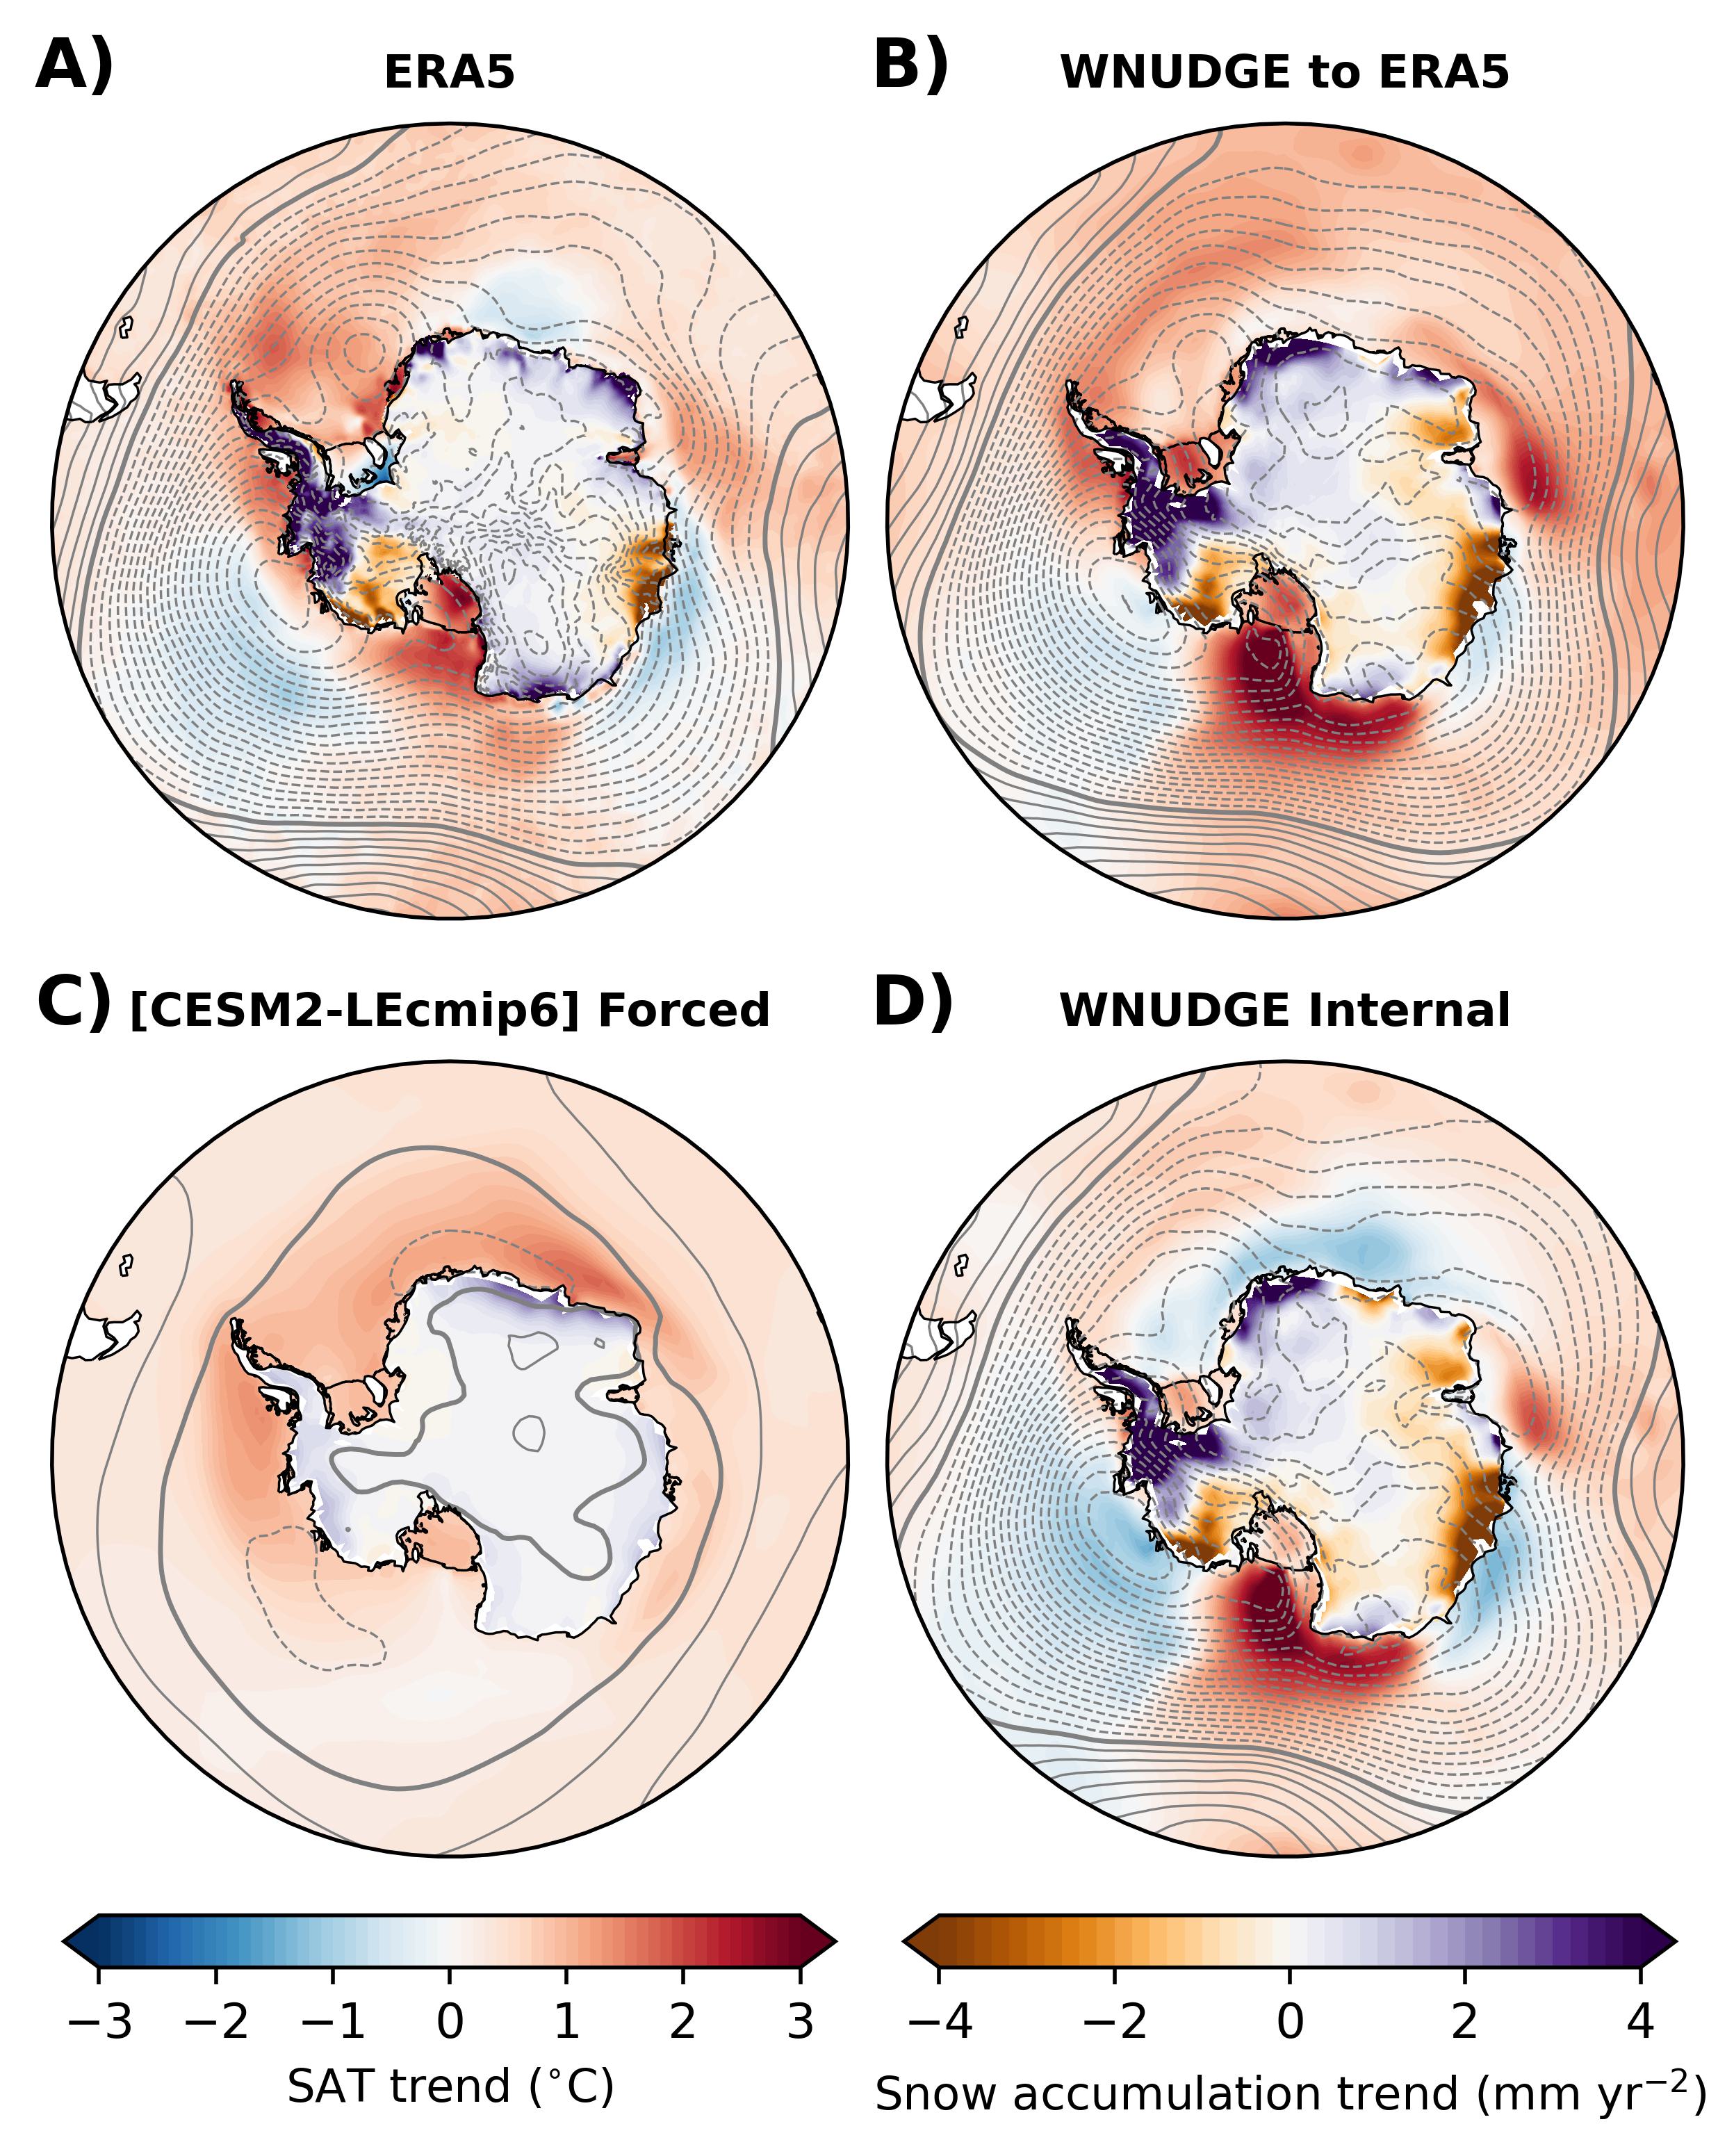 A) ERA5
B) WNUDGE to ERA5
C) [CESM2-LEcmip6] Forced
D) WNUDGE Internal
−3 −2 −1 0 1 2 3
SAT trend (°C)
−4 −2 0 2 4
Snow accumulation trend (mm yr⁻²)